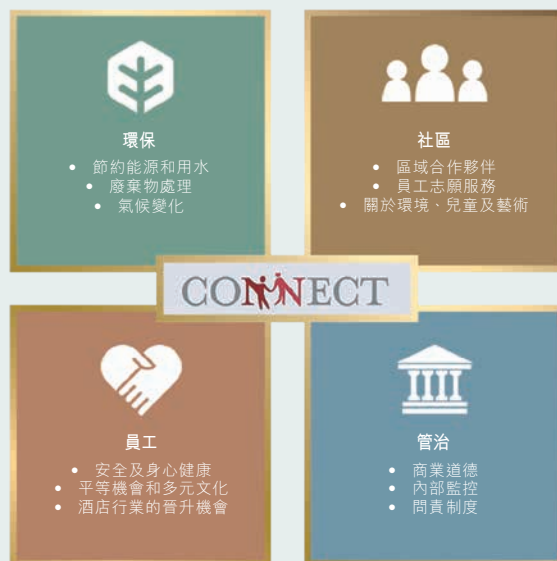 環保
• 節約能源和用水
• 廢棄物處理
• 氣候變化
社區
• 區域合作夥伴
• 員工志願服務
• 關於環境、兒童及藝術
CONNECT
員工
• 安全及身心健康
• 平等機會和多元文化
• 酒店行業的晉升機會
管治
• 商業道德
• 內部監控
• 問責制度